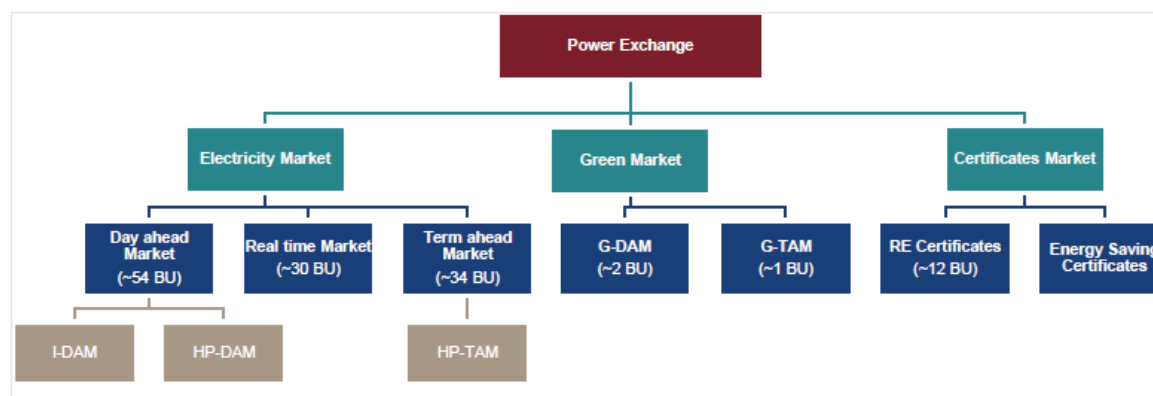 Power Exchange
Electricity Market
Green Market
Certificates Market
Day ahead
Market
(~54 BU)
Real time Market
(~30 BU)
Term ahead
Market
(~34 BU)
G-DAM
(~2 BU)
G-TAM
(~1 BU)
RE Certificates
(~12 BU)
Energy Saving
Certificates
I-DAM
HP-DAM
HP-TAM